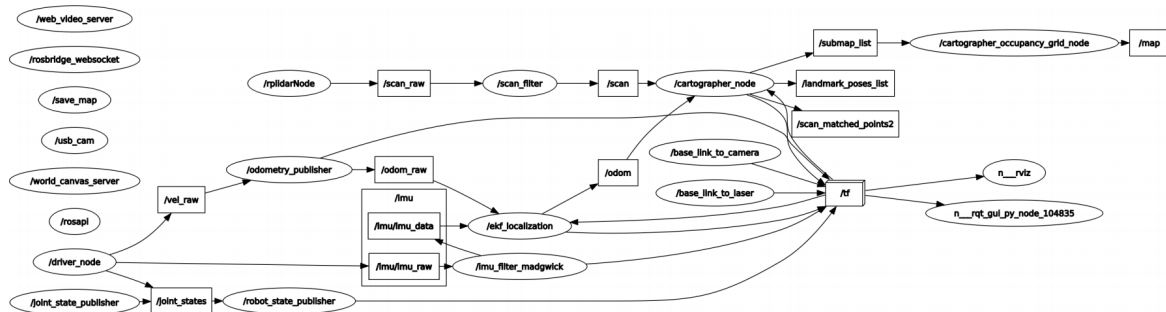 /web_video_server
/rosbridge_websocket
/save_map
/usb_cam
/world_canvas_server
/rosapi
/driver_node
/joint_state_publisher
/vel_raw
/joint_states
/odometry_publisher
/robot_state_publisher
/rplidarNode
/scan_raw
/odom_raw
/imu
/imu/imu_data
/imu/imu_raw
/scan_filter
/ekf_localization
/imu_filter_madgwick
/scan
/odom
/cartographer_node
/base_link_to_camera
/base_link_to_laser
/submap_list
/landmark_poses_list
/scan_matched_points2
/tf
/cartographer_occupancy_grid_node
/map
n__rviz
n__rqt_gui_py_node_104835